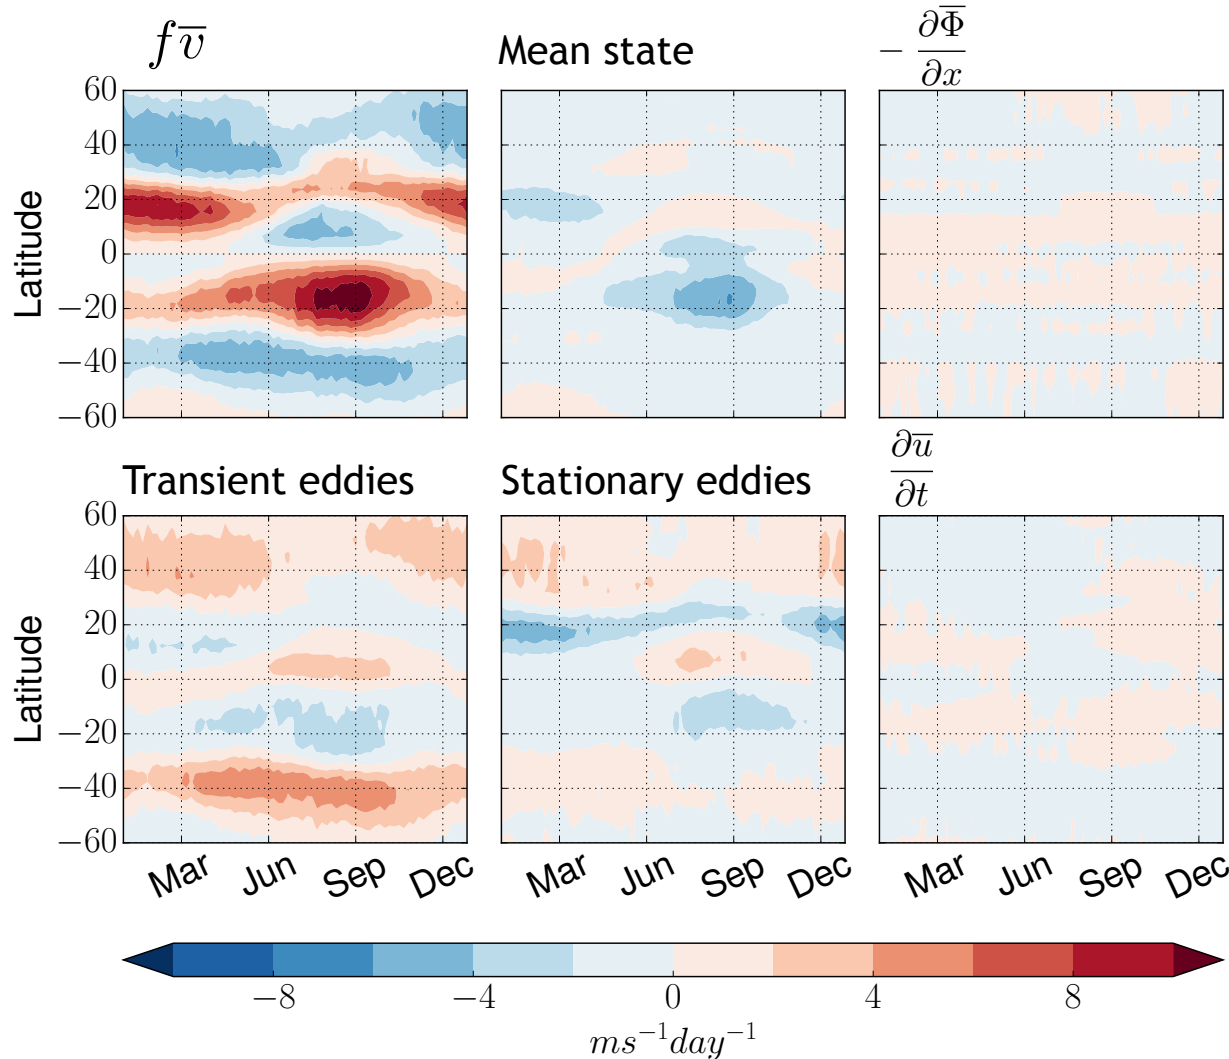 f v̅ Mean state − ∂Φ̅/∂x
60
40
20
0
−20
−40
−60
Latitude
Transient eddies Stationary eddies ∂u̅/∂t
60
40
20
0
−20
−40
−60
Latitude
Mar Jun Sep Dec Mar Jun Sep Dec Mar Jun Sep Dec
−8 −4 0 4 8
ms⁻¹day⁻¹